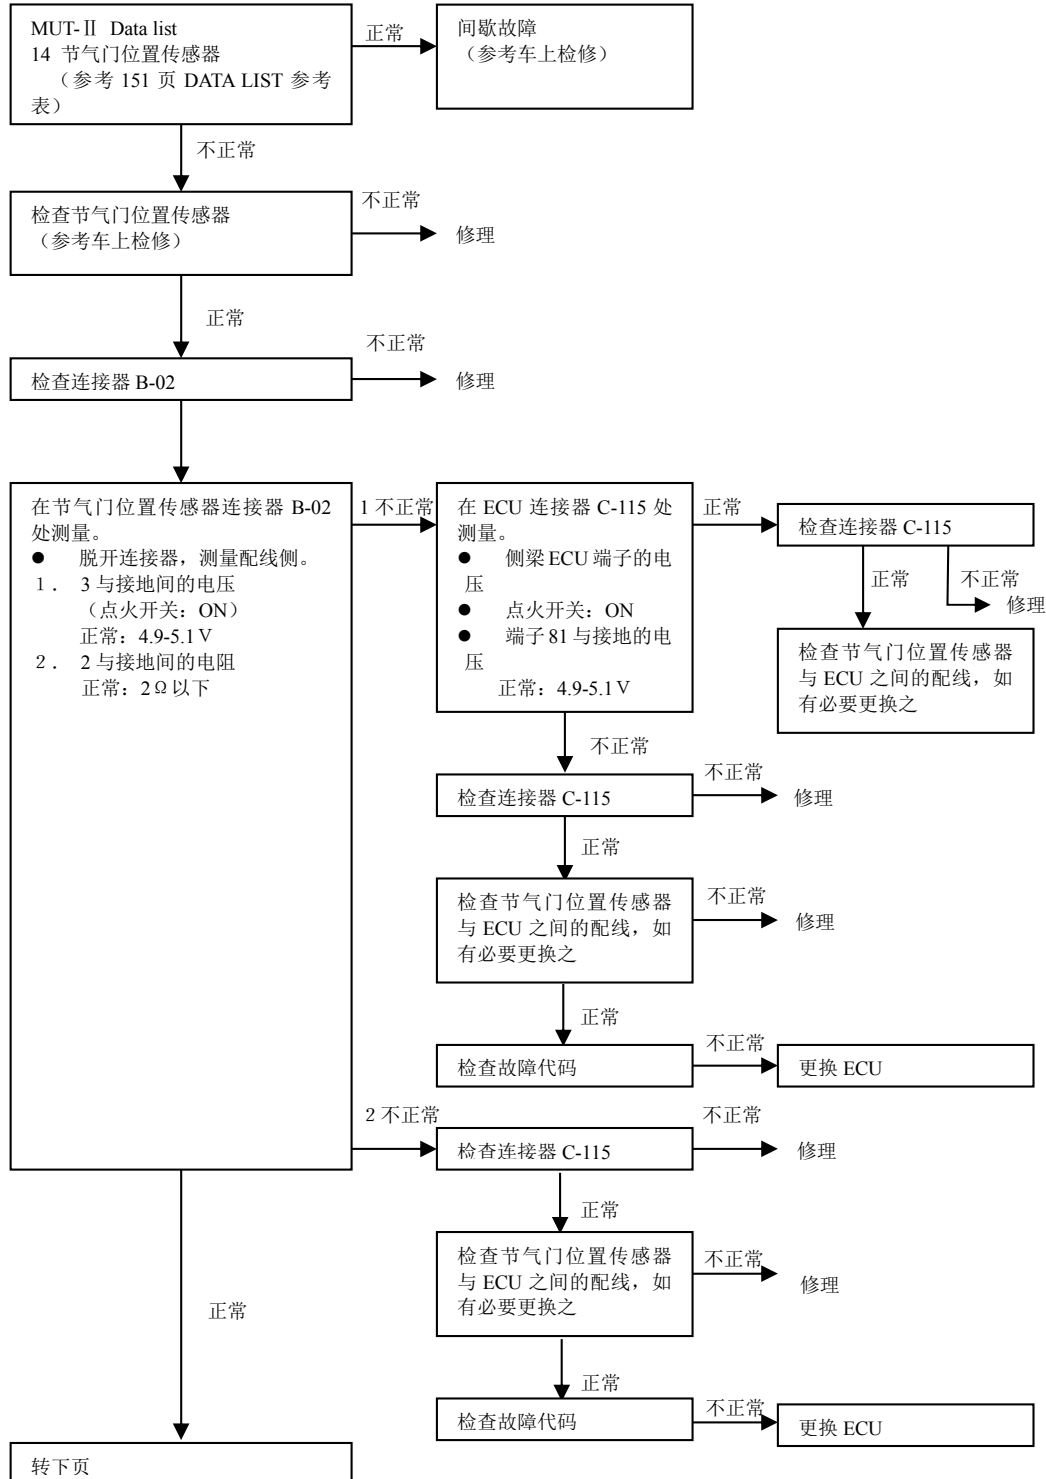 MUT-Ⅱ Data list
14 节气门位置传感器
（参考 151 页 DATA LIST 参考
表）
正常
间歇故障
（参考车上检修）
不正常
检查节气门位置传感器
（参考车上检修）
不正常
修理
正常
不正常
检查连接器 B-02
修理
在节气门位置传感器连接器 B-02
处测量。
● 脱开连接器，测量配线侧。
1． 3 与接地间的电压
（点火开关：ON）
正常：4.9-5.1V
2． 2 与接地间的电阻
正常：2Ω以下
1 不正常
在 ECU 连接器 C-115 处
测量。
● 侧梁 ECU 端子的电
压
● 点火开关：ON
● 端子 81 与接地的电
压
正常：4.9-5.1V
正常
检查连接器 C-115
正常
不正常
修理
检查节气门位置传感器
与 ECU 之间的配线，如
有必要更换之
不正常
检查连接器 C-115
不正常
修理
正常
检查节气门位置传感器
与 ECU 之间的配线，如
有必要更换之
不正常
修理
正常
检查故障代码
不正常
更换 ECU
2 不正常
检查连接器 C-115
不正常
修理
正常
检查节气门位置传感器
与 ECU 之间的配线，如
有必要更换之
不正常
修理
正常
正常
检查故障代码
不正常
更换 ECU
转下页